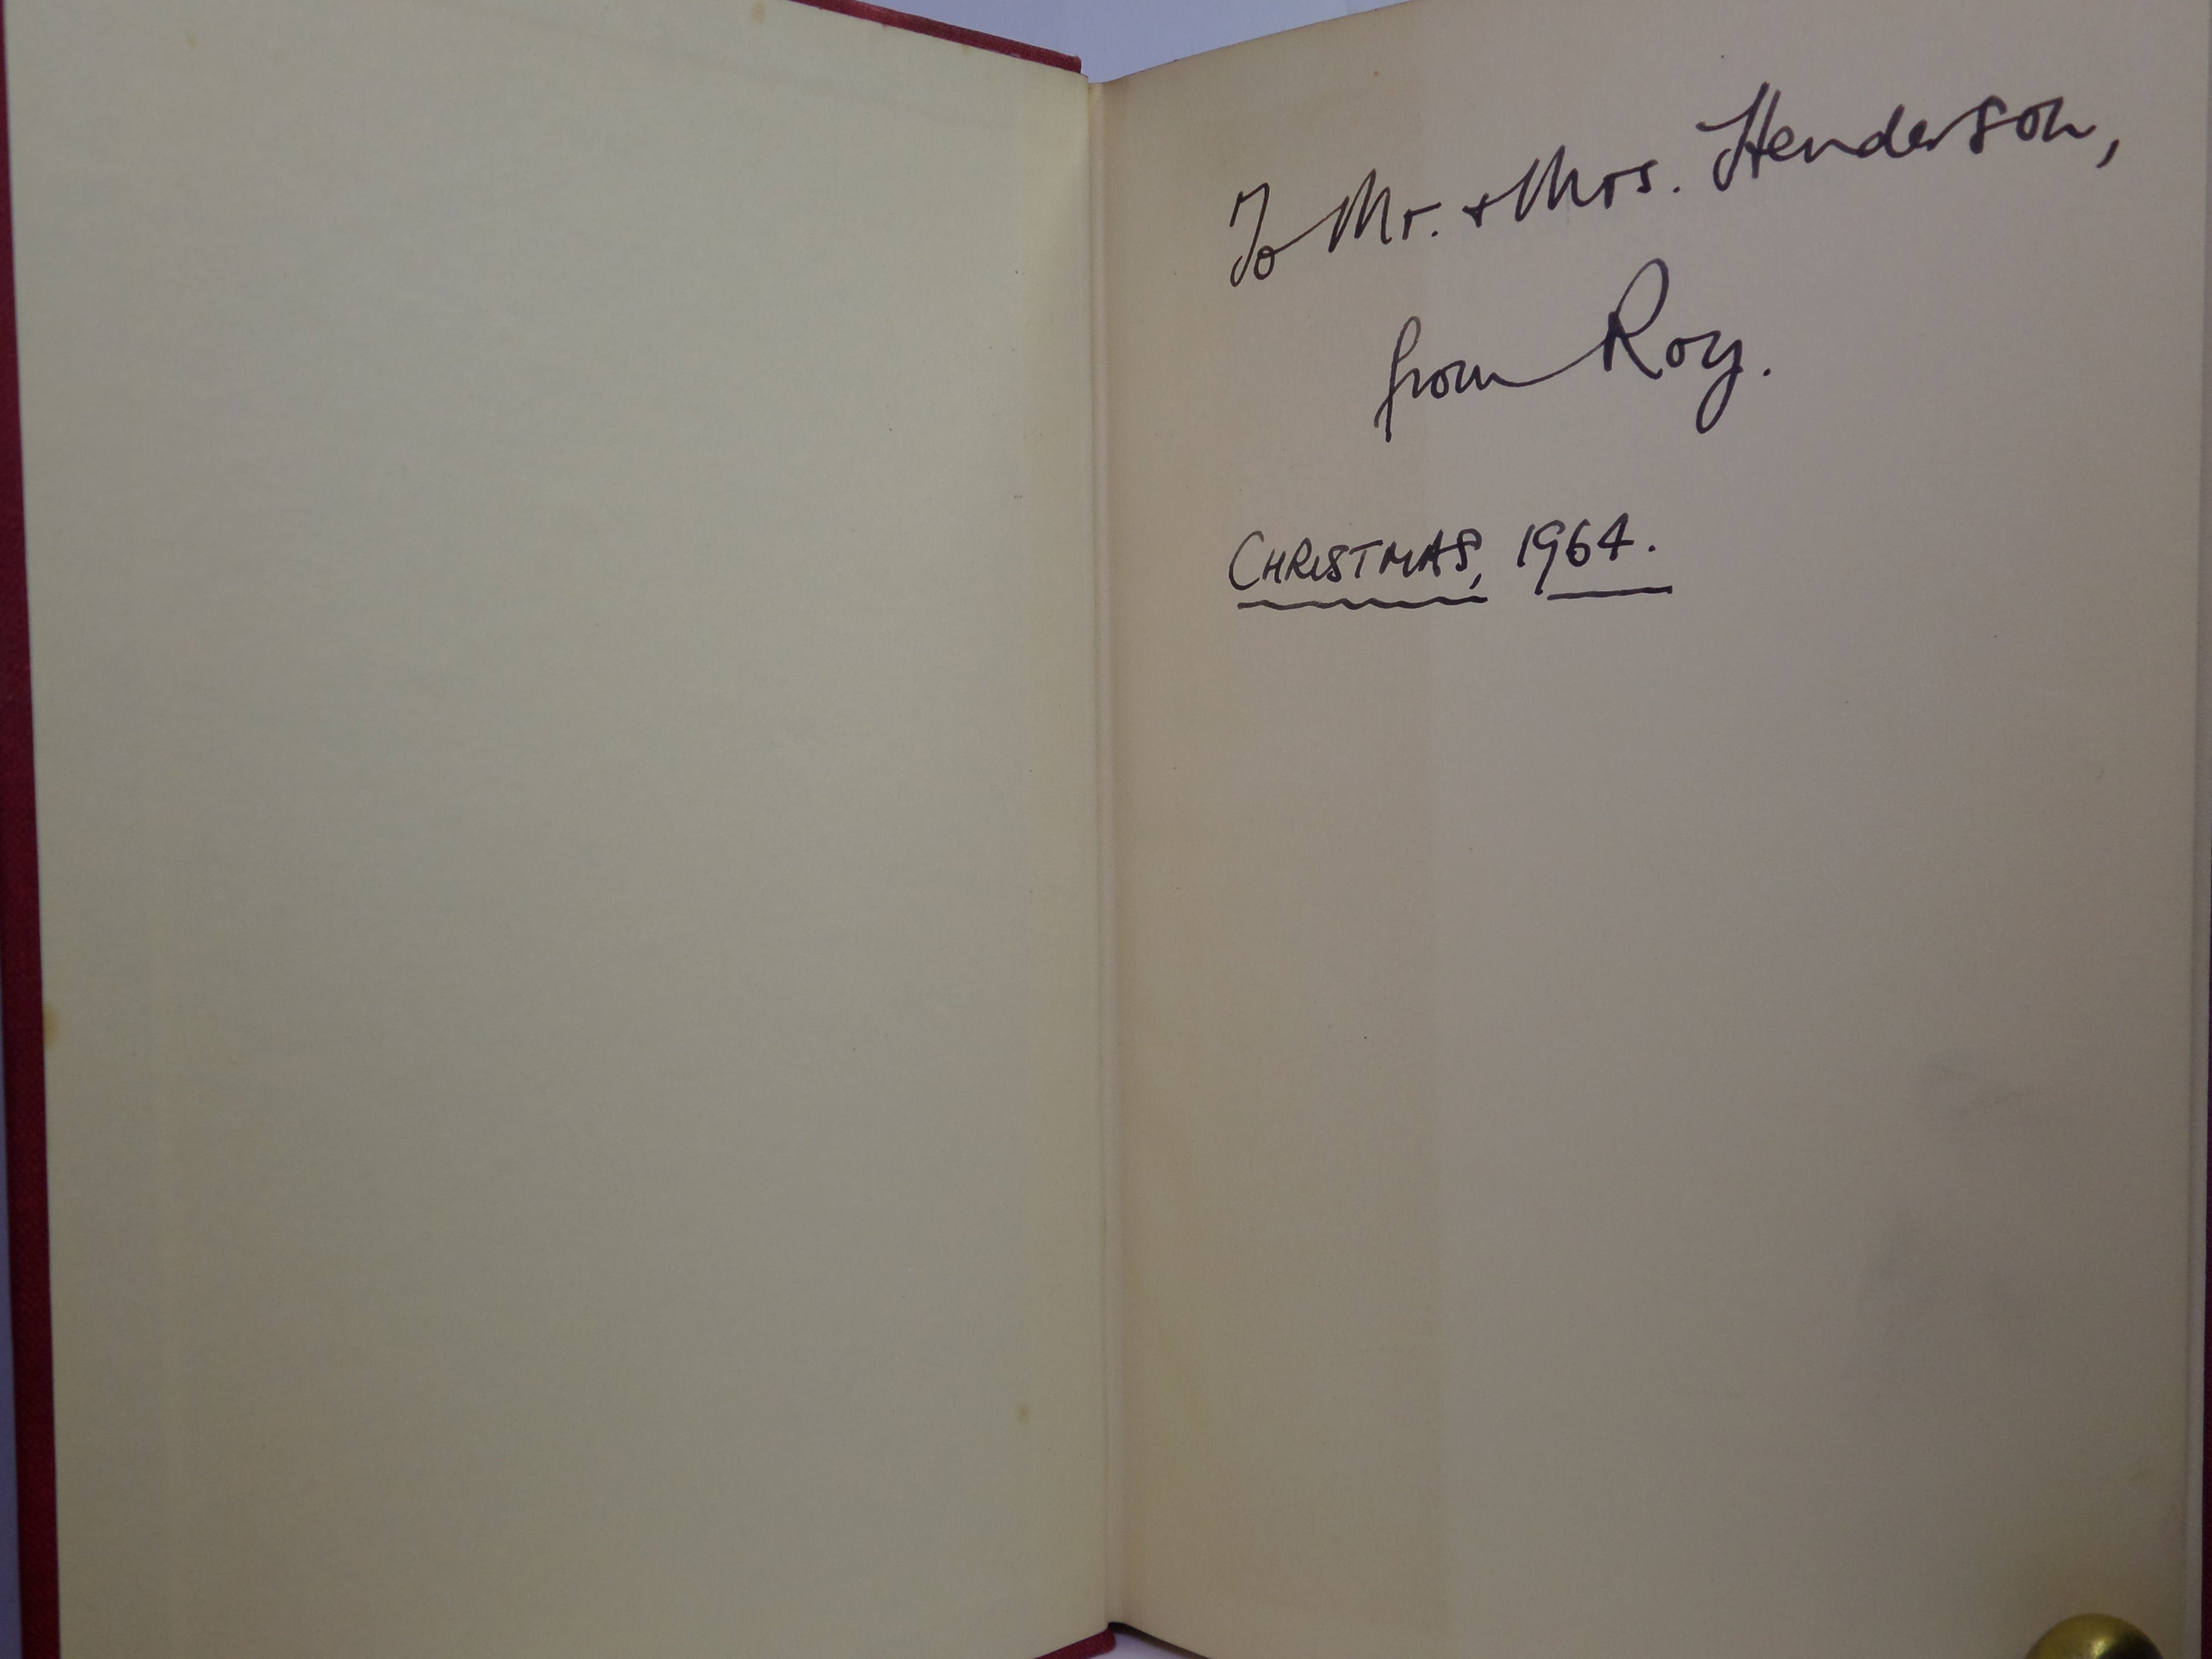 To Mr. + Mrs. Henderson,
from Roy.
CHRISTMAS, 1964.